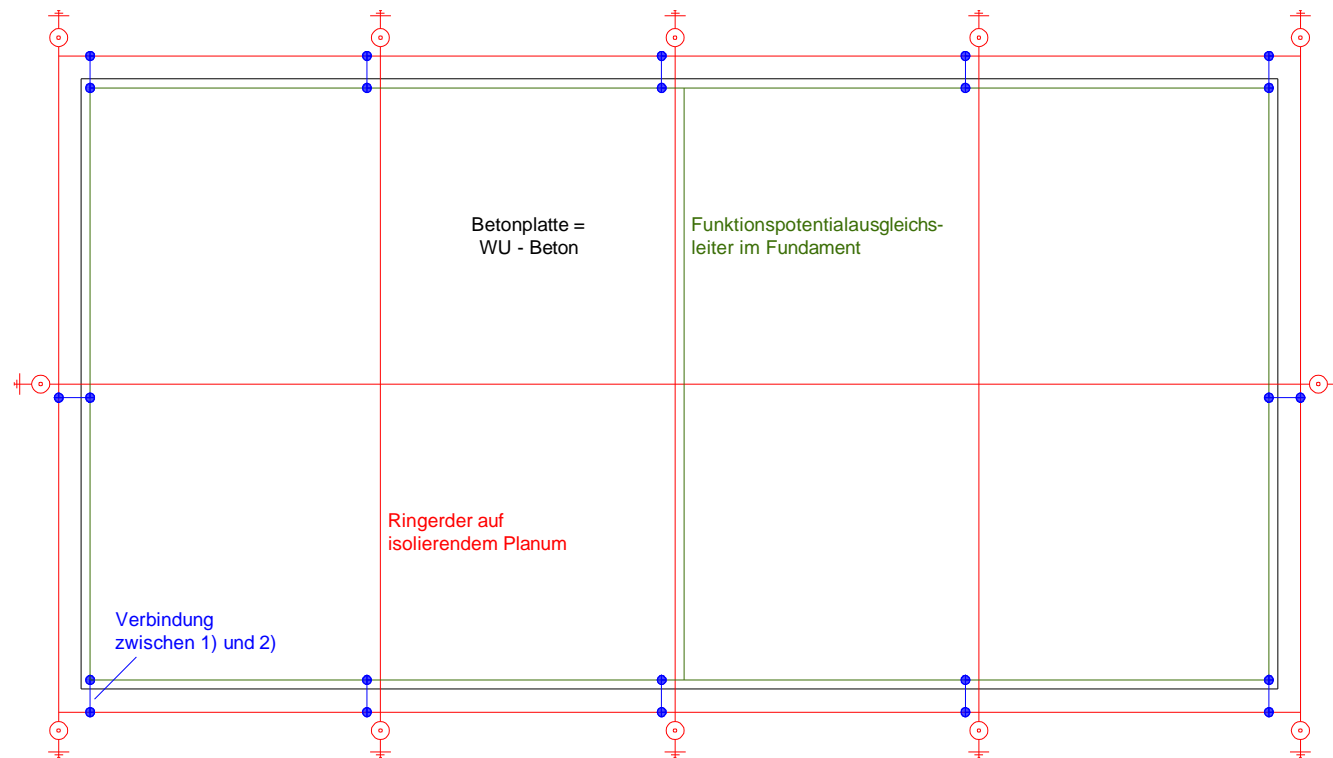 Betonplatte =
WU - Beton
Funktionspotentialausgleichs-
leiter im Fundament
Ringerder auf
isolierendem Planum
Verbindung
zwischen 1) und 2)